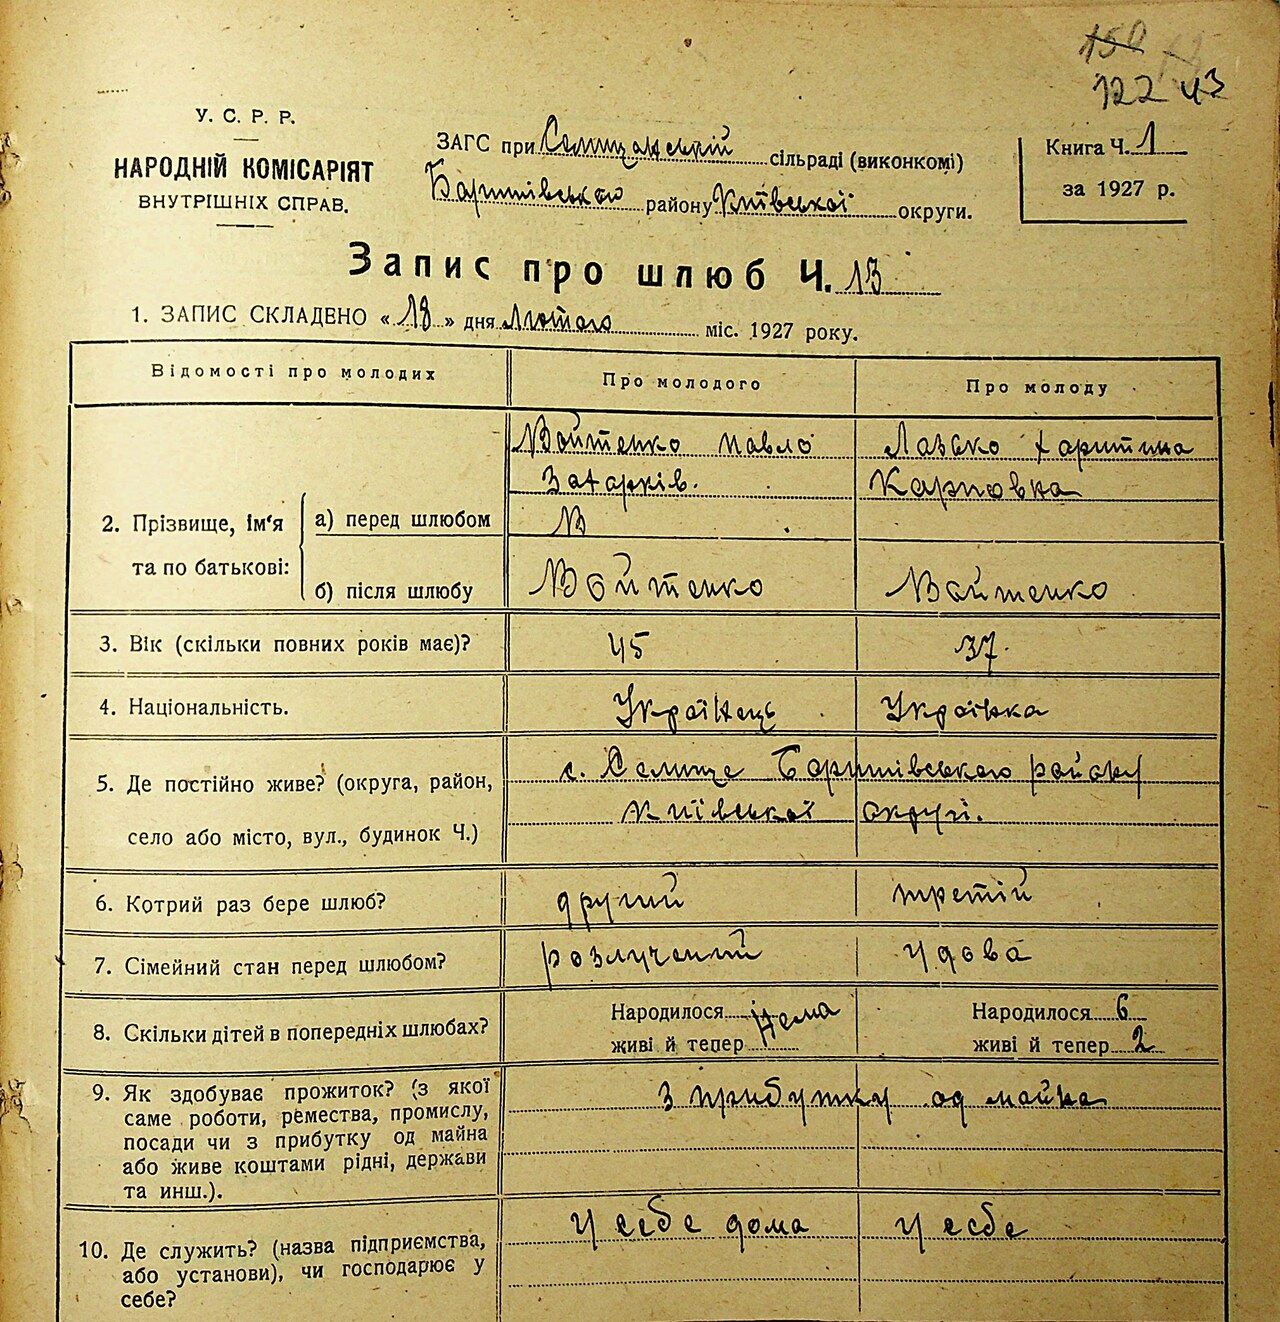 150
122 43
У. С. Р. Р.
НАРОДНІЙ КОМІСАРІЯТ
ВНУТРІШНІХ СПРАВ.
ЗАГС при Селищанській сільраді (виконкомі)
Баришівського району Київської округи.
Книга Ч. 1
за 1927 р.
Запис про шлюб Ч. 13
1. ЗАПИС СКЛАДЕНО « 18 » дня Лютого міс. 1927 року.
Відомості про молодих
Про молодого
Про молоду
2. Прізвище, ім'я та по батькові:
а) перед шлюбом
Войтенко Павло
Захарків.
В
Лазько Харитина
Карповна
б) після шлюбу
Войтенко
Войтенко
3. Вік (скільки повних років має)?
45
37.
4. Національність.
Українець
Українка
5. Де постійно живе? (округа, район,
село або місто, вул., будинок Ч.)
с. Селище Баришівського району
Київської округі.
6. Котрий раз бере шлюб?
другий
третій
7. Сімейний стан перед шлюбом?
розлучений
удова
8. Скільки дітей в попередніх шлюбах?
Народилося нема
живі й тепер
Народилося 6
живі й тепер 2
9. Як здобуває прожиток? (з якої
саме роботи, ремества, промислу,
посади чи з прибутку од майна
або живе коштами рідні, держави
та инш.).
З прибутку од майна
10. Де служить? (назва підприємства,
або установи), чи господарює у
себе?
у себе дома
у себе